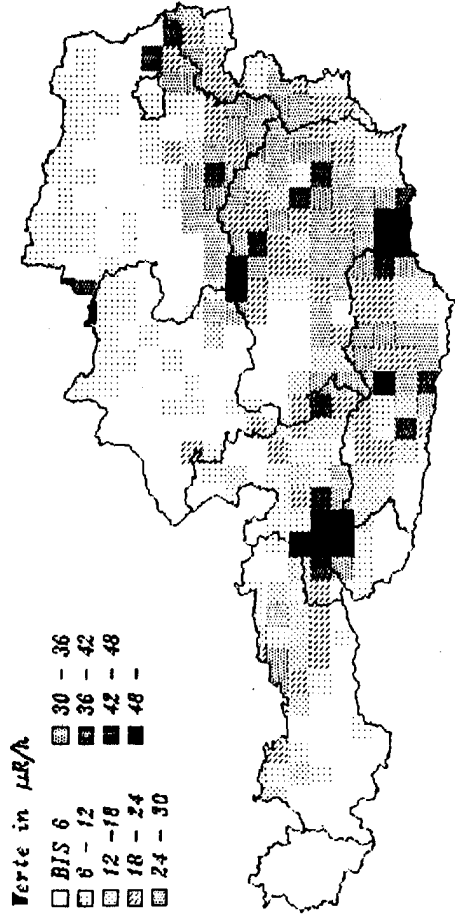 Werte in µR/h
BIS 6
6 - 12
12 -18
18 - 24
24 - 30
30 - 36
36 - 42
42 - 48
48 -